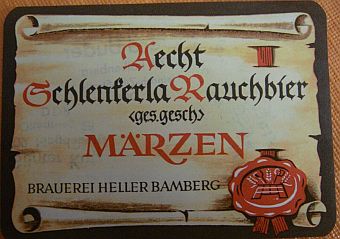 Aecht
Schlenkerla Rauchbier
<ges.gesch>
MÄRZEN
BRAUEREI HELLER BAMBERG